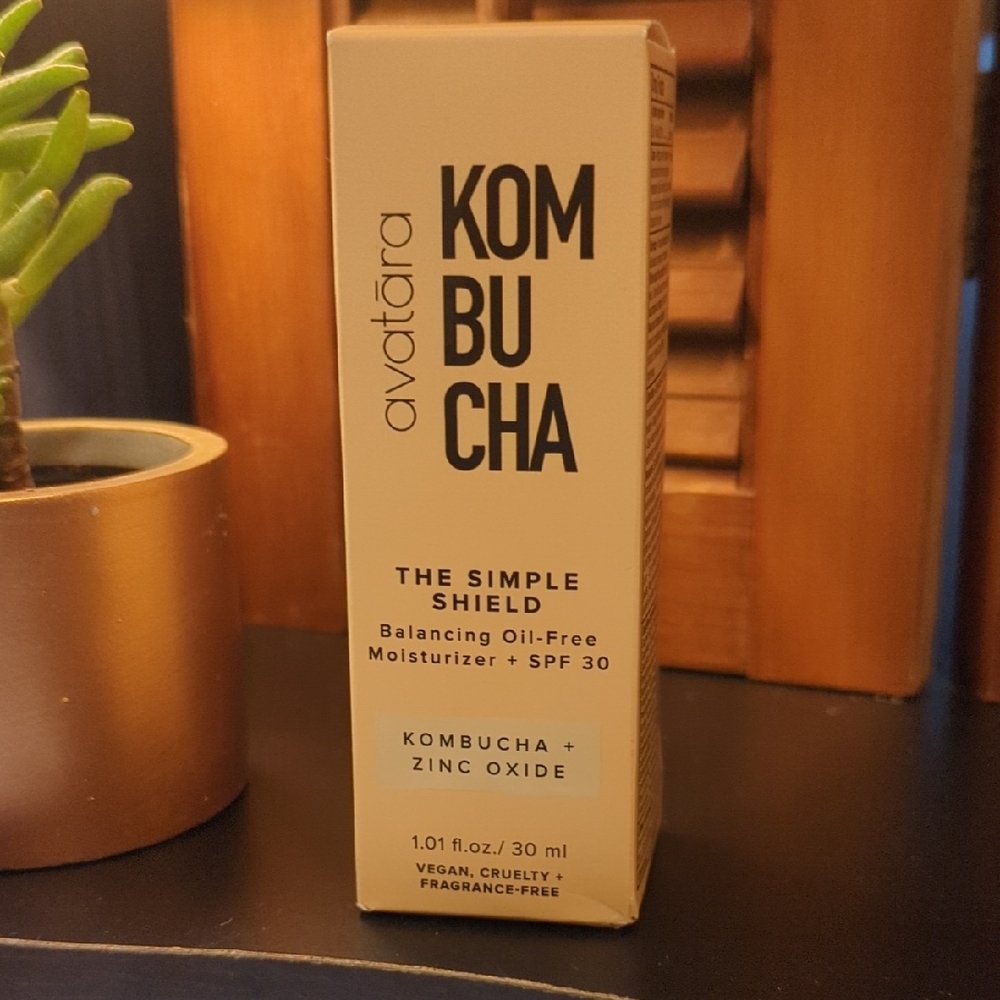 avatāra
KOM
BU
CHA
THE SIMPLE
SHIELD
Balancing Oil-Free
Moisturizer + SPF 30
KOMBUCHA +
ZINC OXIDE
1.01 fl.oz./ 30 ml
VEGAN, CRUELTY +
FRAGRANCE-FREE